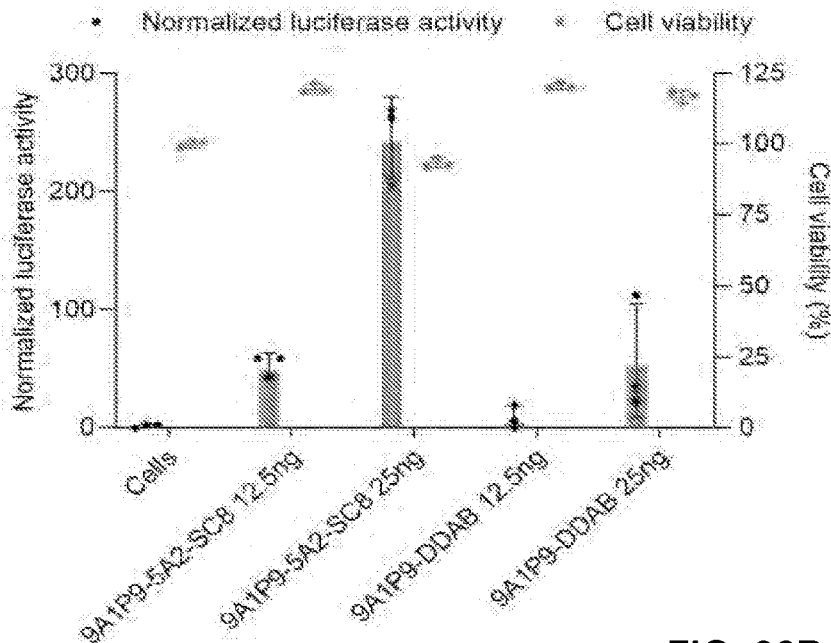 Normalized luciferase activity Cell viability
300
200
100
0
Normalized luciferase activity
125
100
75
50
25
0
Cell viability (%)
Cells
9A1P9-5A2-SC8 12.5ng
9A1P9-5A2-SC8 25ng
9A1P9-DDAB 12.5ng
9A1P9-DDAB 25ng